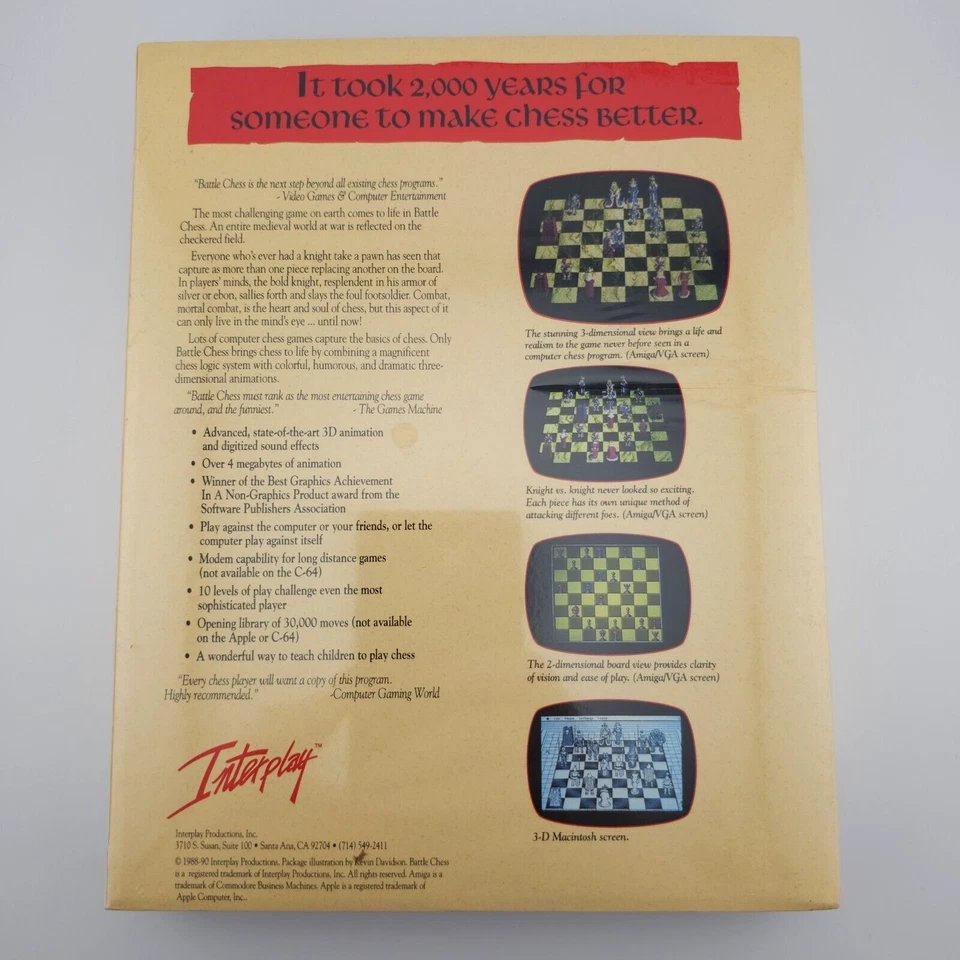 It took 2,000 years for
someone to make chess better.
"Battle Chess is the next step beyond all existing chess programs."
- Video Games & Computer Entertainment
The most challenging game on earth comes to life in Battle
Chess. An entire medieval world at war is reflected on the
checkered field.
Everyone who's ever had a knight take a pawn has seen that
capture as more than one piece replacing another on the board.
In players' minds, the bold knight, resplendent in his armor of
silver or ebon, sallies forth and slays the foul footsoldier. Combat,
mortal combat, is the heart and soul of chess, but this aspect of it
can only live in the mind's eye ... until now!
Lots of computer chess games capture the basics of chess. Only
Battle Chess brings chess to life by combining a magnificent
chess logic system with colorful, humorous, and dramatic three-
dimensional animations.
"Battle Chess must rank as the most entertaining chess game
around, and the funniest."
- The Games Machine
• Advanced, state-of-the-art 3D animation
and digitized sound effects
• Over 4 megabytes of animation
• Winner of the Best Graphics Achievement
In A Non-Graphics Product award from the
Software Publishers Association
• Play against the computer or your friends, or let the
computer play against itself
• Modem capability for long distance games
(not available on the C-64)
• 10 levels of play challenge even the most
sophisticated player
• Opening library of 30,000 moves (not available
on the Apple or C-64)
• A wonderful way to teach children to play chess
"Every chess player will want a copy of this program.
Highly recommended."
-Computer Gaming World
Interplay™
Interplay Productions, Inc.
3710 S. Susan, Suite 100 • Santa Ana, CA 92704 • (714) 549-2411
© 1988-90 Interplay Productions. Package illustration by Kevin Davidson. Battle Chess
is a registered trademark of Interplay Productions, Inc. All rights reserved. Amiga is a
trademark of Commodore Business Machines. Apple is a registered trademark of
Apple Computer, Inc..
The stunning 3-dimensional view brings a life and
realism to the game never before seen in a
computer chess program. (Amiga/VGA screen)
Knight vs. knight never looked so exciting.
Each piece has its own unique method of
attacking different foes. (Amiga/VGA screen)
The 2-dimensional board view provides clarity
of vision and ease of play. (Amiga/VGA screen)
3-D Macintosh screen.